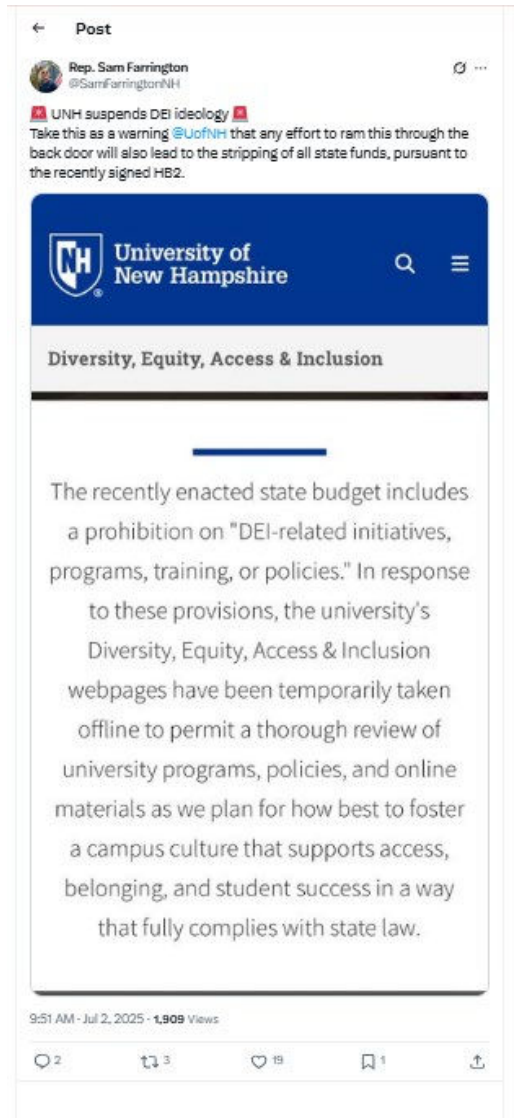 Post
Rep. Sam Farrington
@SamFarringtonNH
🚨 UNH suspends DEI ideology 🚨
Take this as a warning @UofNH that any effort to ram this through the
back door will also lead to the stripping of all state funds, pursuant to
the recently signed HB2.
NH
University of
New Hampshire
Diversity, Equity, Access & Inclusion
The recently enacted state budget includes
a prohibition on "DEI-related initiatives,
programs, training, or policies." In response
to these provisions, the university's
Diversity, Equity, Access & Inclusion
webpages have been temporarily taken
offline to permit a thorough review of
university programs, policies, and online
materials as we plan for how best to foster
a campus culture that supports access,
belonging, and student success in a way
that fully complies with state law.
9:51 AM · Jul 2, 2025 · 1,909 Views
2 3 19 1